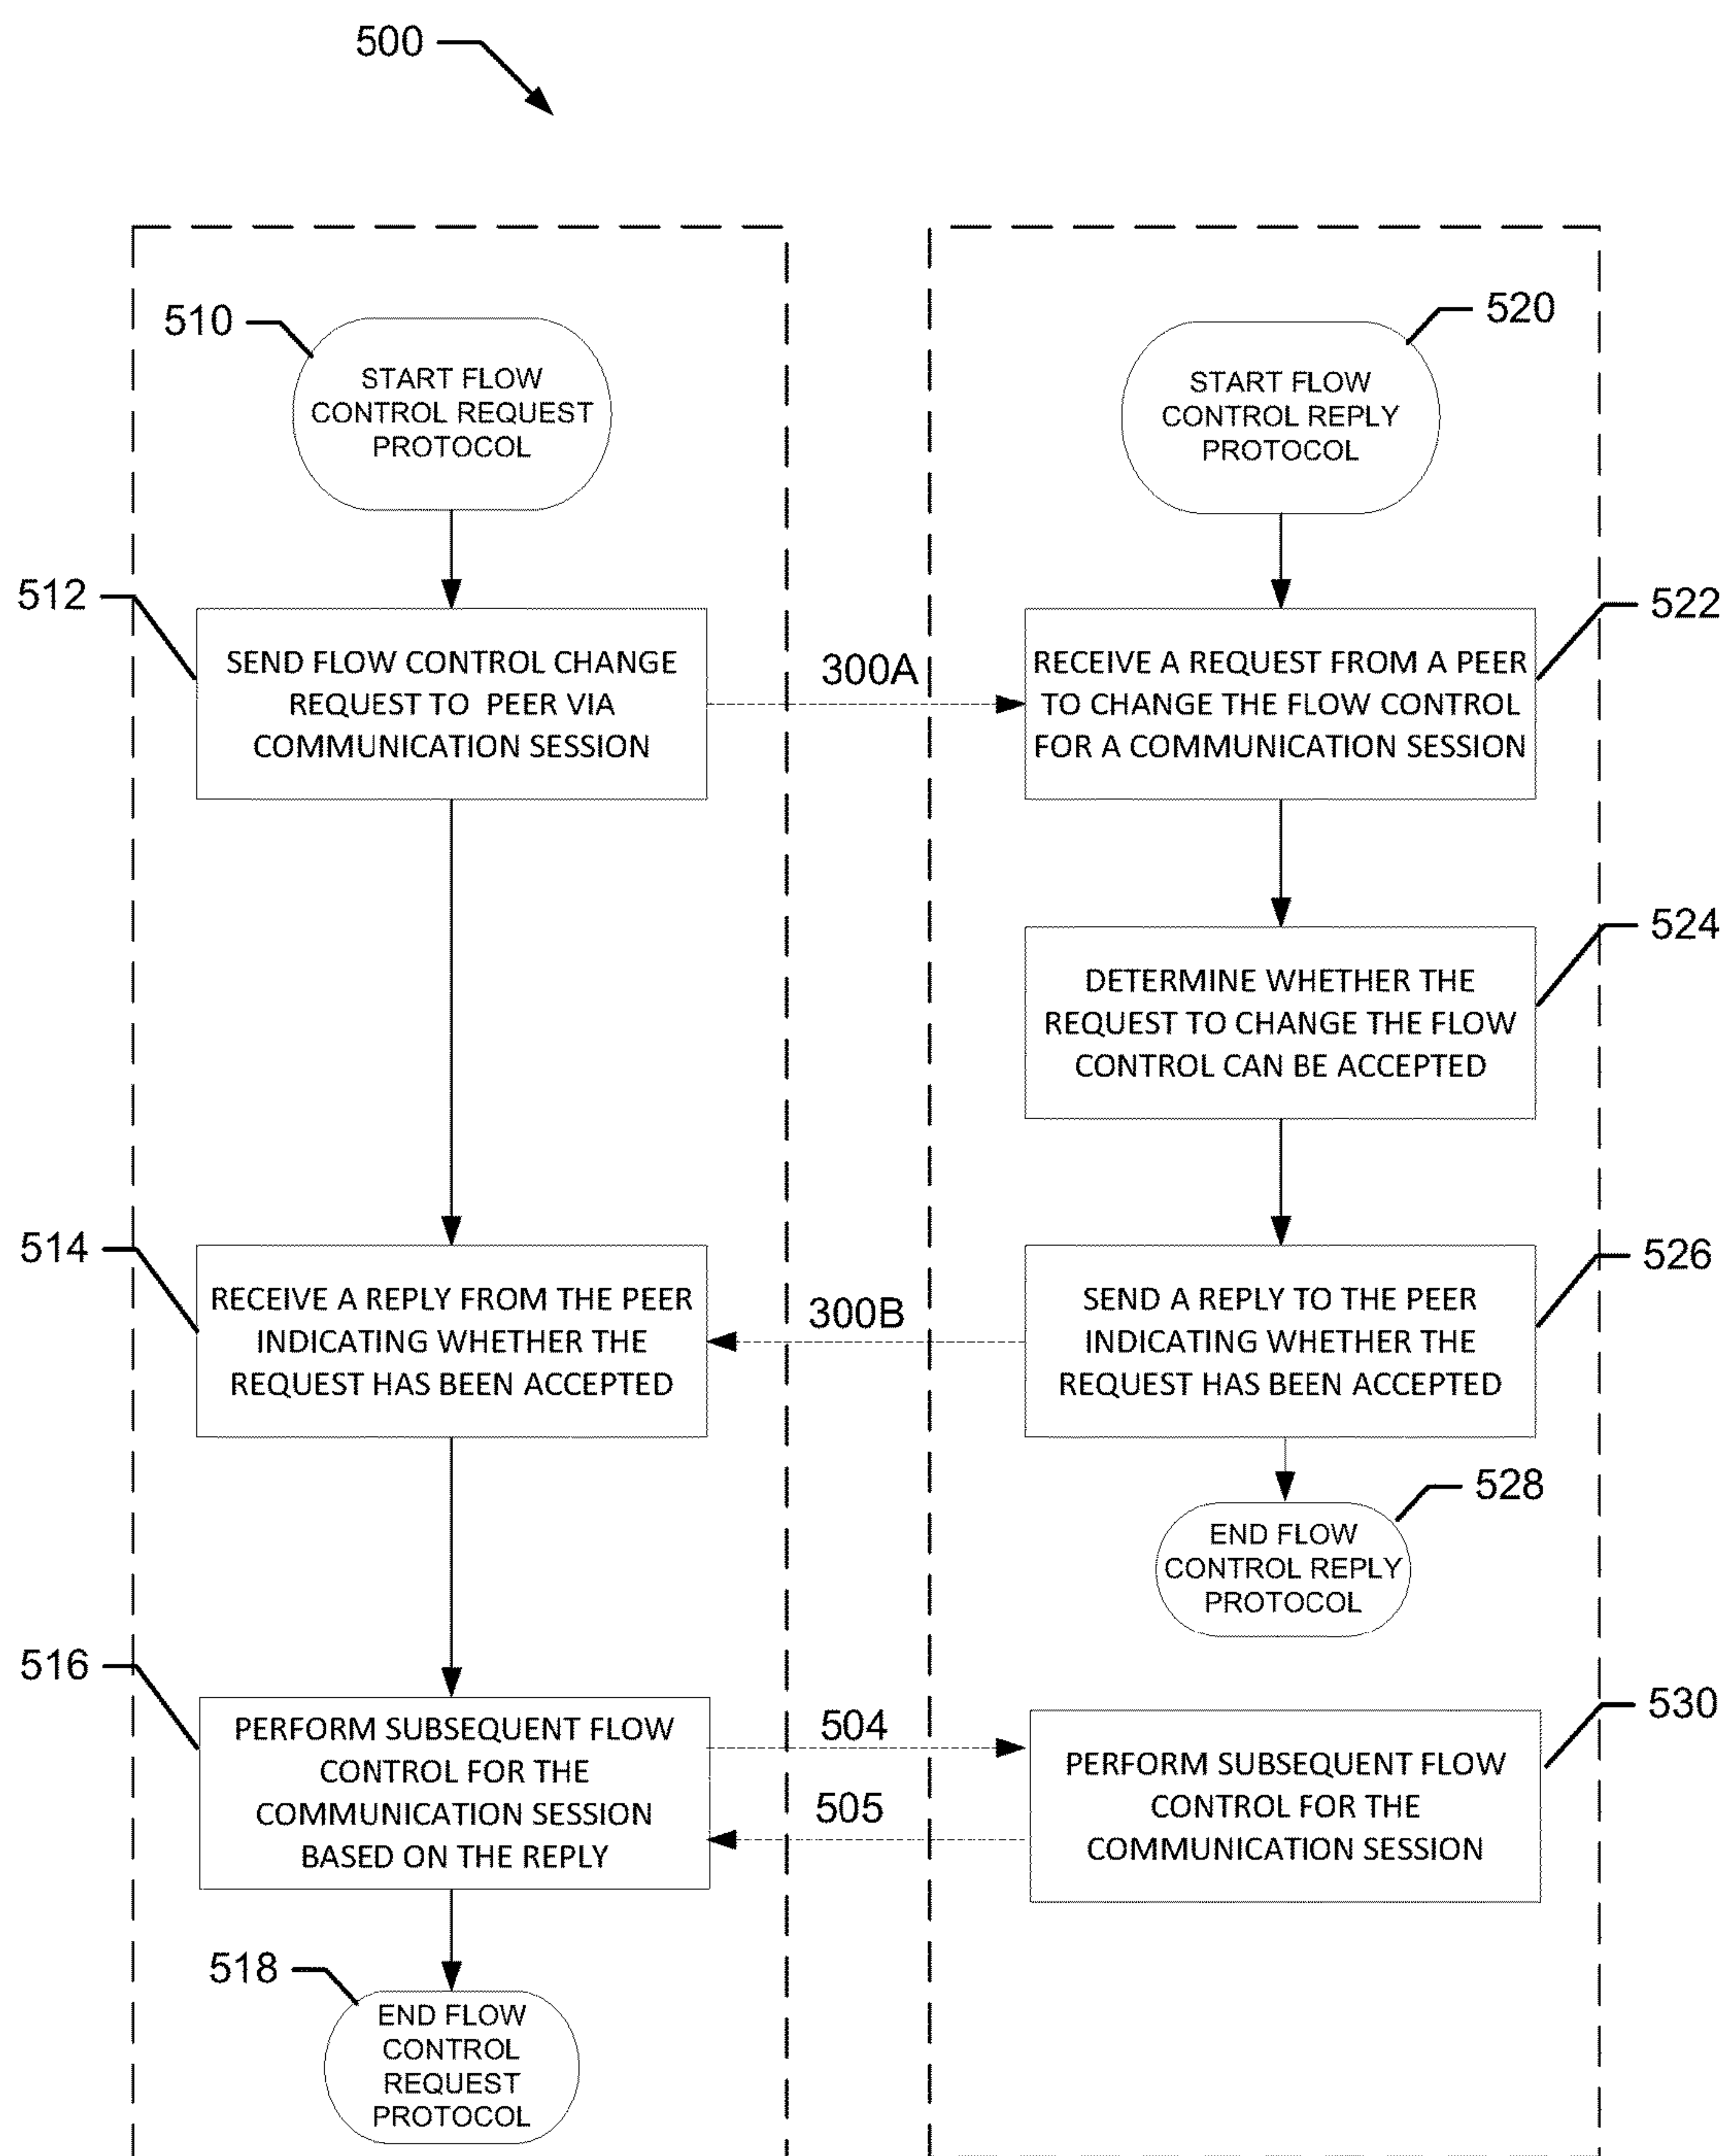 500
510
START FLOW
CONTROL REQUEST
PROTOCOL
520
START FLOW
CONTROL REPLY
PROTOCOL
512
SEND FLOW CONTROL CHANGE
REQUEST TO PEER VIA
COMMUNICATION SESSION
300A
522
RECEIVE A REQUEST FROM A PEER
TO CHANGE THE FLOW CONTROL
FOR A COMMUNICATION SESSION
524
DETERMINE WHETHER THE
REQUEST TO CHANGE THE FLOW
CONTROL CAN BE ACCEPTED
514
RECEIVE A REPLY FROM THE PEER
INDICATING WHETHER THE
REQUEST HAS BEEN ACCEPTED
300B
526
SEND A REPLY TO THE PEER
INDICATING WHETHER THE
REQUEST HAS BEEN ACCEPTED
528
END FLOW
CONTROL REPLY
PROTOCOL
516
PERFORM SUBSEQUENT FLOW
CONTROL FOR THE
COMMUNICATION SESSION
BASED ON THE REPLY
504
505
530
PERFORM SUBSEQUENT FLOW
CONTROL FOR THE
COMMUNICATION SESSION
518
END FLOW
CONTROL
REQUEST
PROTOCOL